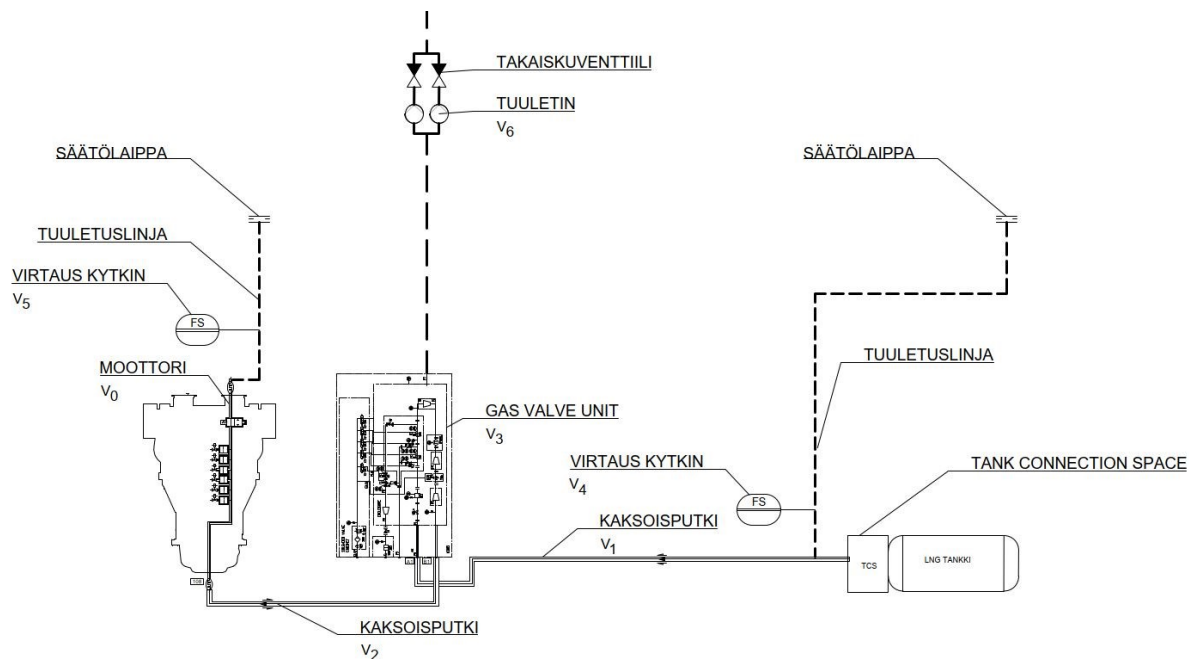 TAKAISKUVENTTIILI
TUULETIN
V6
SÄÄTÖLAIPPA
SÄÄTÖLAIPPA
TUULETUSLINJA
VIRTAUS KYTKIN
V5
FS
MOOTTORI
V0
TUULETUSLINJA
GAS VALVE UNIT
V3
VIRTAUS KYTKIN
V4
FS
TANK CONNECTION SPACE
KAKSOISPUTKI
V1
TCS
LNG TANKKI
KAKSOISPUTKI
V2